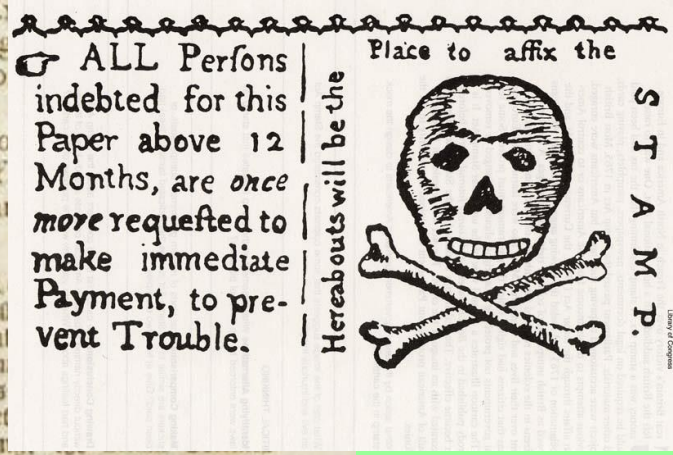 ☞ ALL Perſons
indebted for this
Paper above 12
Months, are once
more requeſted to
make immediate
Payment, to pre-
vent Trouble.
Hereabouts will be the
Place to affix the
STAMP.
Library of Congress